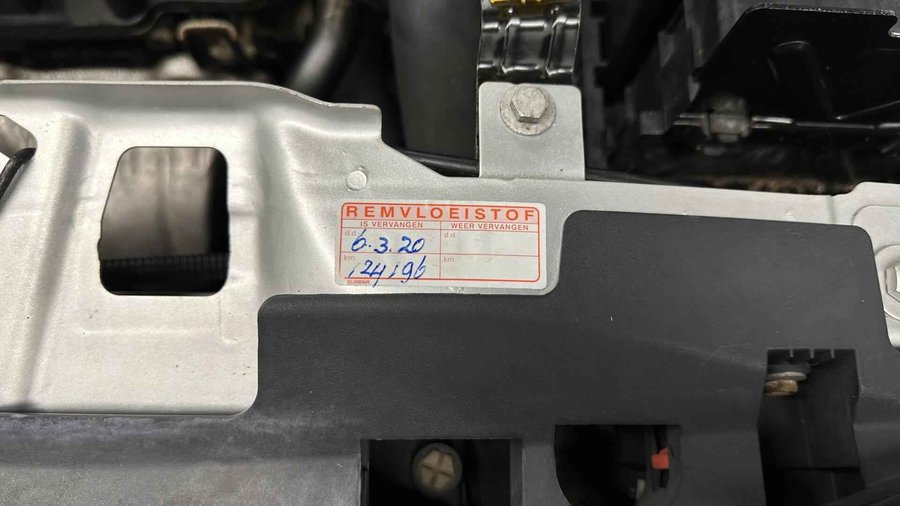 REMVLOEISTOF
IS VERVANGEN WEER VERVANGEN
d.d. 6.3.20 d.d.
km. 124196 km.